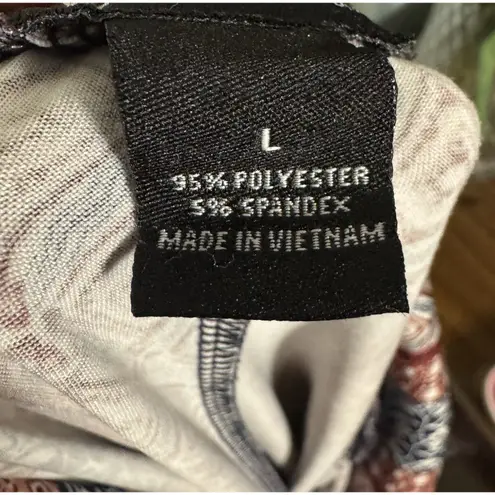 L
95% POLYESTER
5% SPANDEX
MADE IN VIETNAM